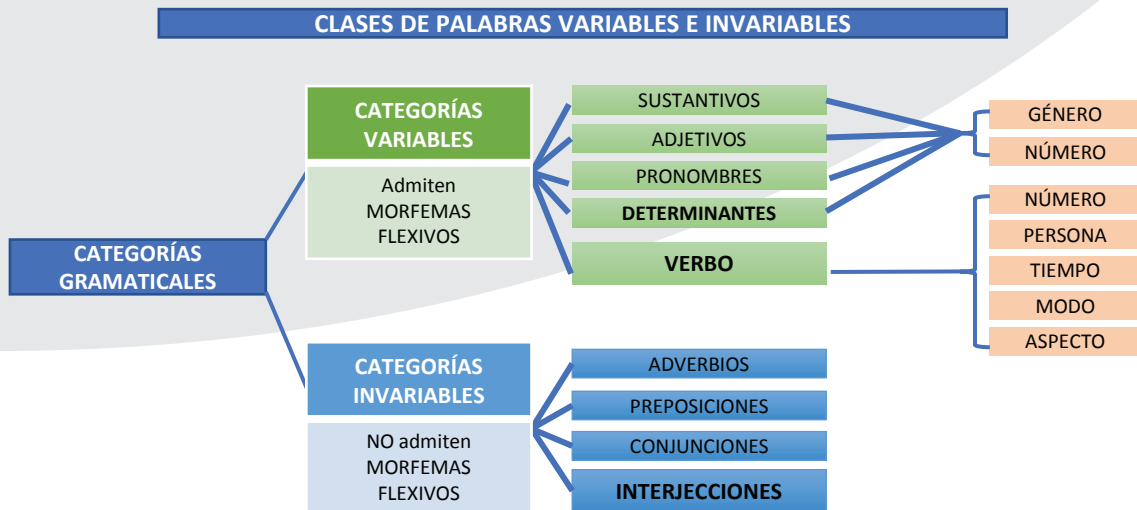 CLASES DE PALABRAS VARIABLES E INVARIABLES
CATEGORÍAS
GRAMATICALES
CATEGORÍAS
VARIABLES
Admiten
MORFEMAS
FLEXIVOS
SUSTANTIVOS
ADJETIVOS
PRONOMBRES
DETERMINANTES
VERBO
GÉNERO
NÚMERO
NÚMERO
PERSONA
TIEMPO
MODO
ASPECTO
CATEGORÍAS
INVARIABLES
NO admiten
MORFEMAS
FLEXIVOS
ADVERBIOS
PREPOSICIONES
CONJUNCIONES
INTERJECCIONES